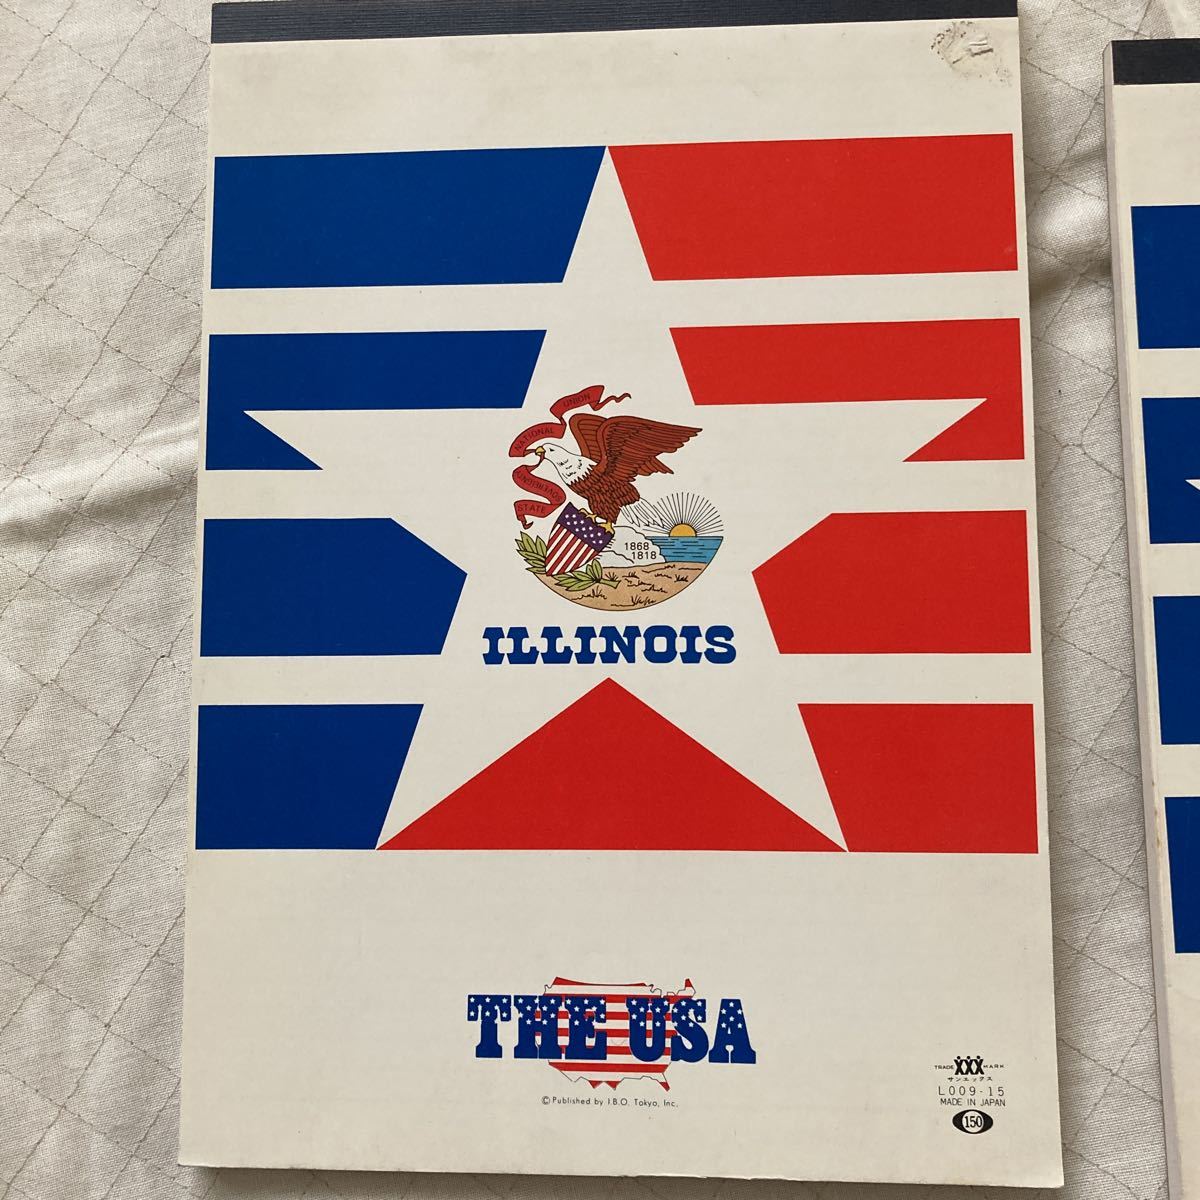 NATIONAL UNION
STATE SOVEREIGNTY
1868
1818
ILLINOIS
THE USA
©Published by I.B.O. Tokyo, Inc.
TRADE XXX MARK
サンエックス
L009-15
MADE IN JAPAN
150